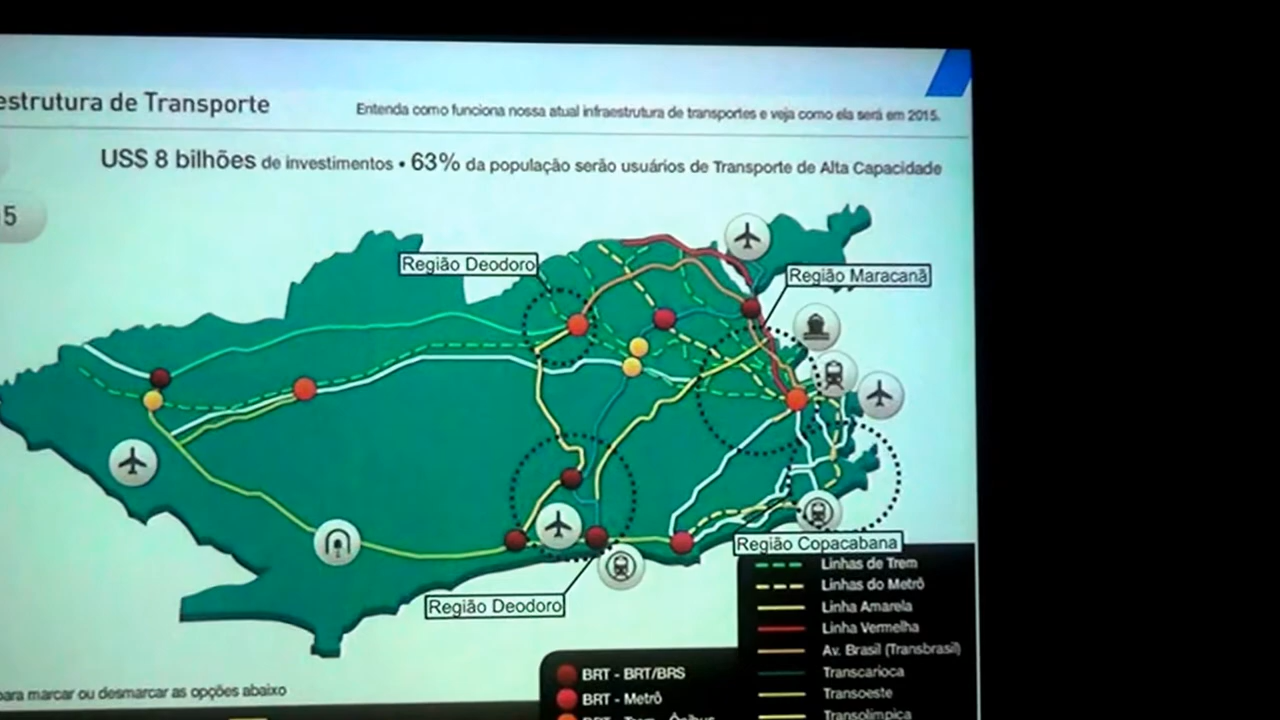 estrutura de Transporte
Entenda como funciona nossa atual infraestrutura de transportes e veja como ela será em 2015.
US$ 8 bilhões de investimentos • 63% da população serão usuários de Transporte de Alta Capacidade
5
Região Deodoro
Região Maracanã
Região Copacabana
Região Deodoro
Linhas de Trem
Linhas do Metrô
Linha Amarela
Linha Vermelha
Av. Brasil (Transbrasil)
Transcarioca
Transoeste
Transolímpica
para marcar ou desmarcar as opções abaixo
BRT - BRT/BRS
BRT - Metrô
BRT - Trem - Ônibus